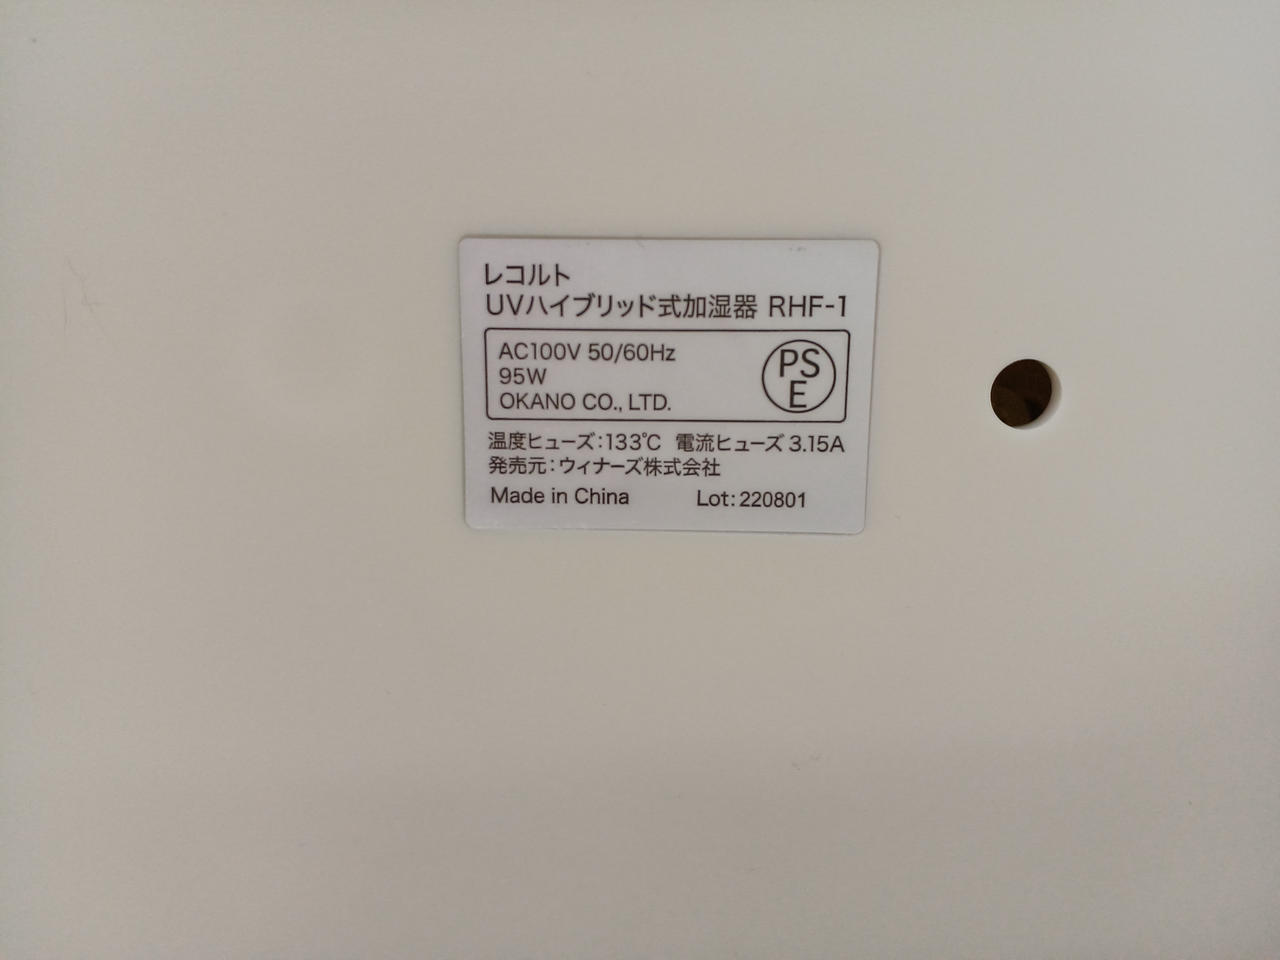 レコルト
UVハイブリッド式加湿器 RHF-1
AC100V 50/60Hz
95W
OKANO CO., LTD.
PS
E
温度ヒューズ:133℃ 電流ヒューズ 3.15A
発売元:ウィナーズ株式会社
Made in China Lot: 220801